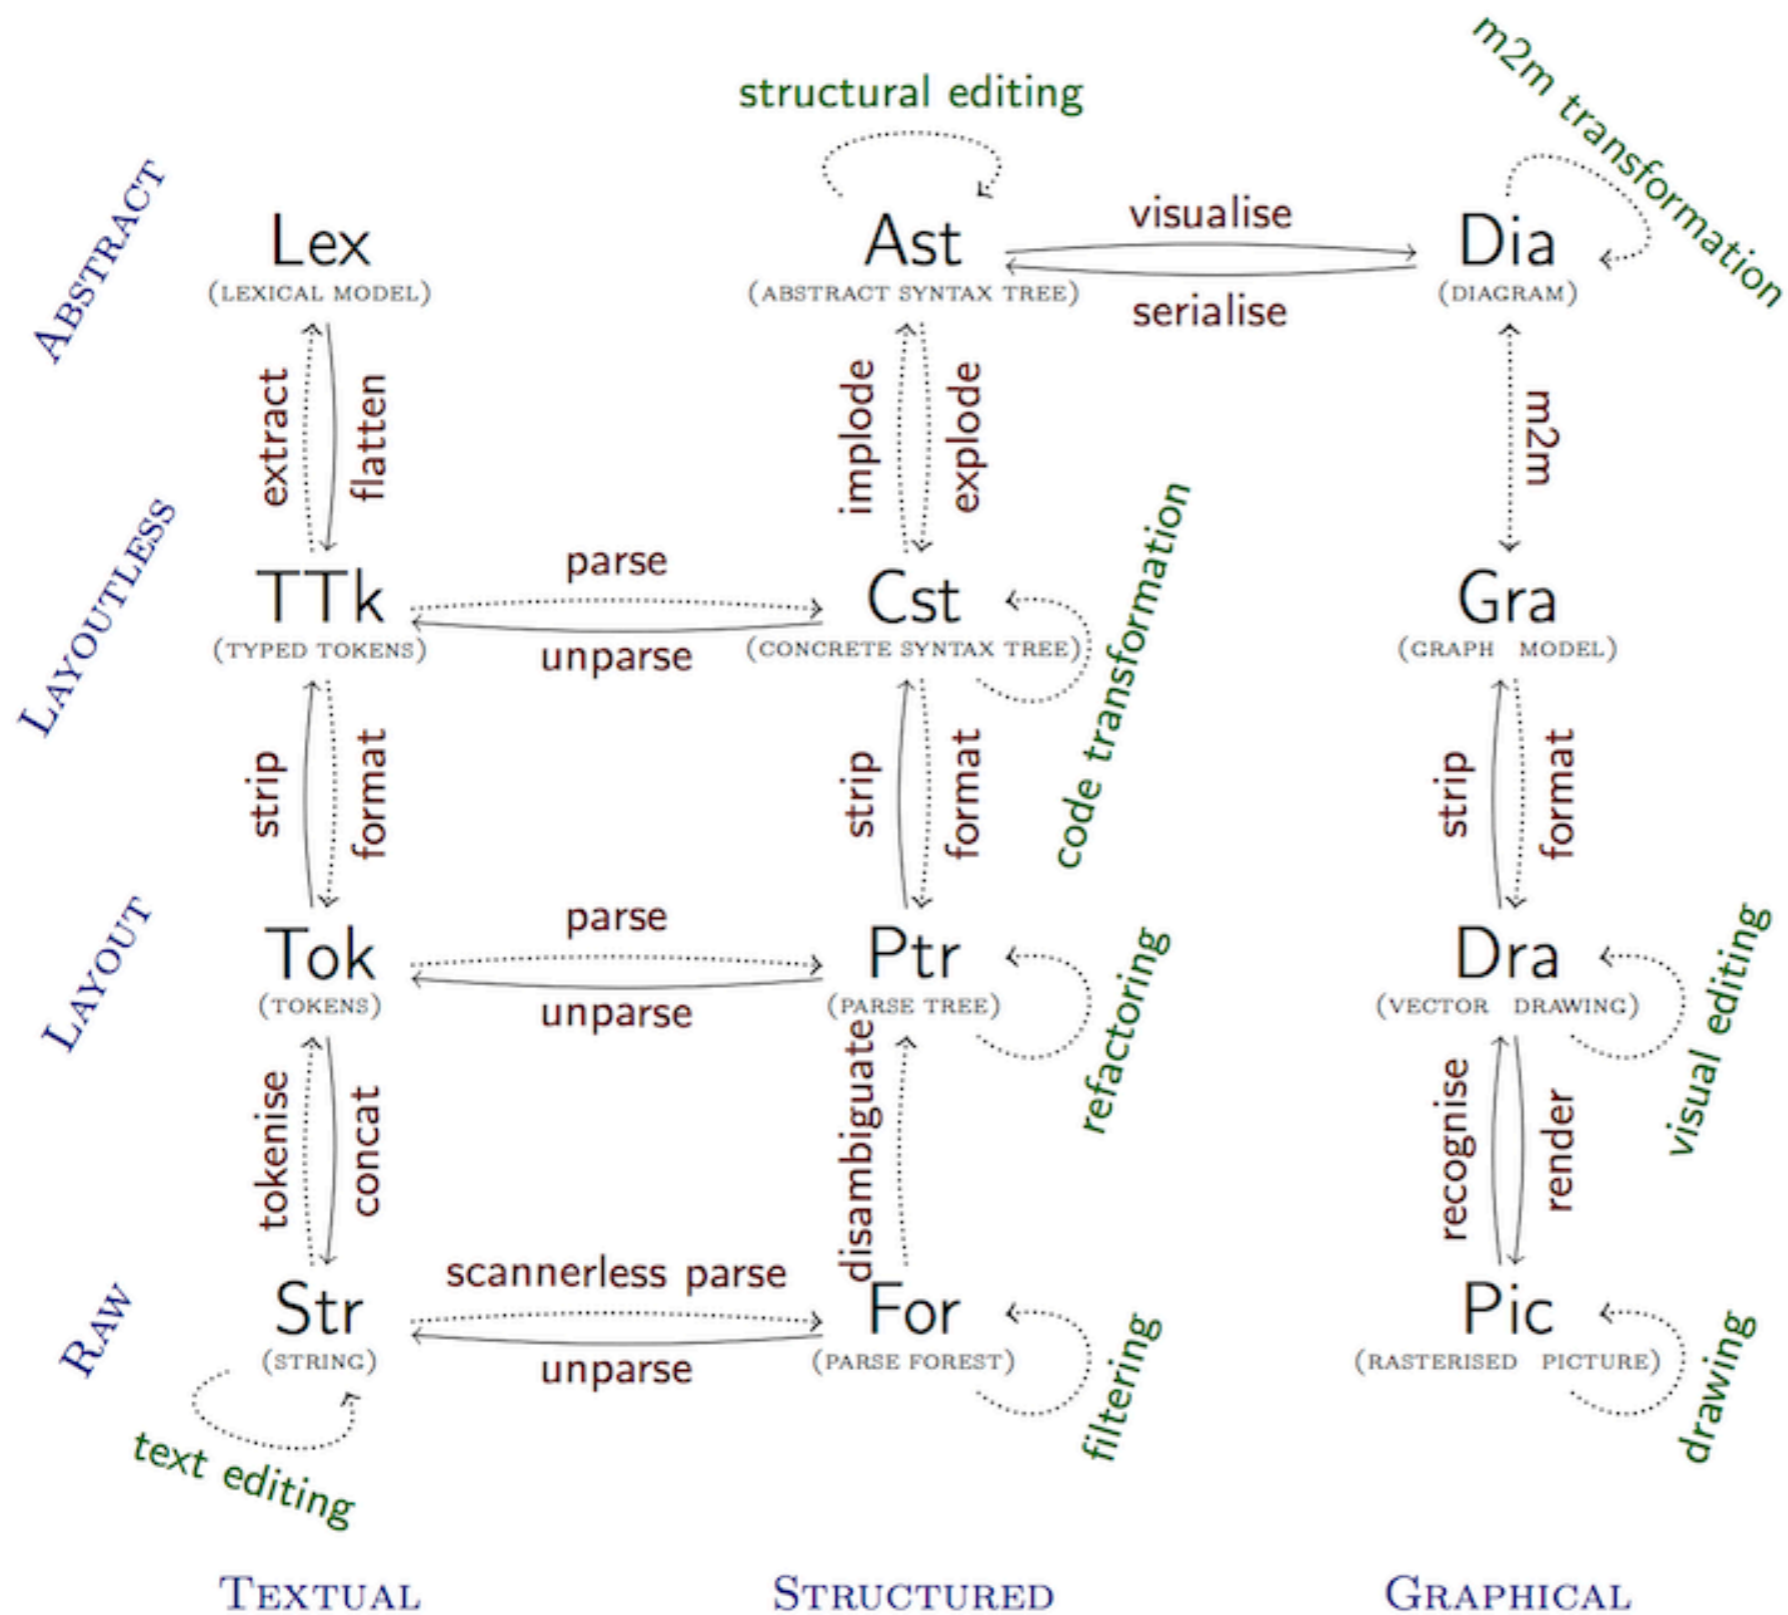 structural editing
m2m transformation
ABSTRACT
Lex
(LEXICAL MODEL)
Ast
(ABSTRACT SYNTAX TREE)
visualise
serialise
Dia
(DIAGRAM)
extract
flatten
implode
explode
m2m
LAYOUTLESS
TTk
(TYPED TOKENS)
parse
unparse
Cst
(CONCRETE SYNTAX TREE)
code transformation
Gra
(GRAPH MODEL)
strip
format
strip
format
strip
format
LAYOUT
Tok
(TOKENS)
parse
unparse
Ptr
(PARSE TREE)
refactoring
Dra
(VECTOR DRAWING)
visual editing
tokenise
concat
disambiguate
recognise
render
RAW
Str
(STRING)
scannerless parse
unparse
For
(PARSE FOREST)
filtering
Pic
(RASTERISED PICTURE)
drawing
text editing
TEXTUAL
STRUCTURED
GRAPHICAL